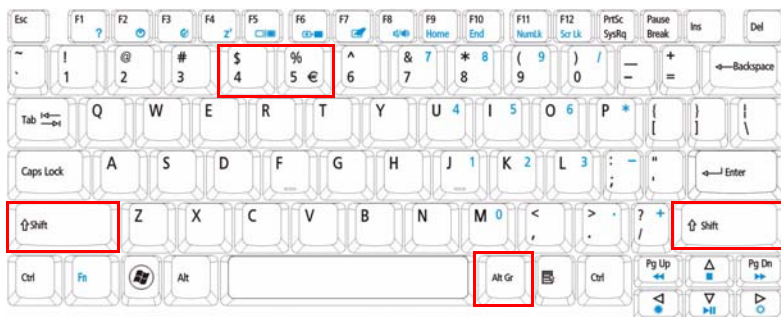 Esc F1 ? F2 F3 F4 zz F5 F6 F7 F8 F9 Home F10 End F11 NumLk F12 Scr Lk PrtSc SysRq Pause Break Ins Del
~ ` ! 1 @ 2 # 3 $ 4 % 5 € ^ 6 & 7 7 * 8 8 ( 9 9 ) 0 / _ - + = Backspace
Tab Q W E R T Y U 4 I 5 O 6 P * { [ } ] | \
Caps Lock A S D F G H J 1 K 2 L 3 : ; - " ' Enter
Shift Z X C V B N M 0 < , > . . ? / + Shift
Ctrl Fn Alt Alt Gr Ctrl Pg Up Pg Dn